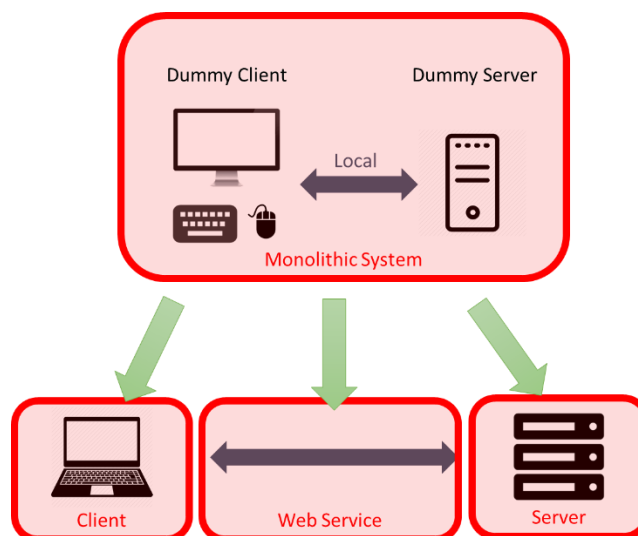 Dummy Client
Dummy Server
Local
Monolithic System
Client
Web Service
Server